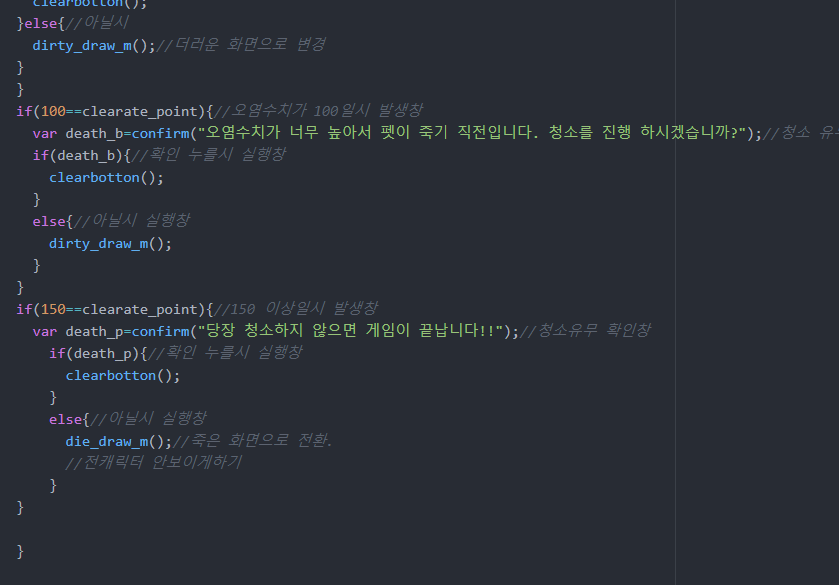 clearbotton();
}else{//아닐시
dirty_draw_m();//더러운 화면으로 변경
}
}
if(100==clearate_point){//오염수치가 100일시 발생창
var death_b=confirm("오염수치가 너무 높아서 펫이 죽기 직전입니다. 청소를 진행 하시겠습니까?");//청소 유
if(death_b){//확인 누를시 실행창
clearbotton();
}
else{//아닐시 실행창
dirty_draw_m();
}
}
if(150==clearate_point){//150 이상일시 발생창
var death_p=confirm("당장 청소하지 않으면 게임이 끝납니다!!");//청소유무 확인창
if(death_p){//확인 누를시 실행창
clearbotton();
}
else{//아닐시 실행창
die_draw_m();//죽은 화면으로 전환.
//전캐릭터 안보이게하기
}
}
}